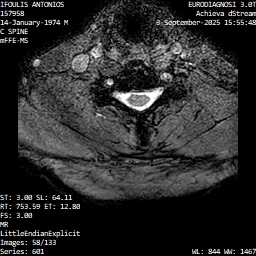 IFOULIS ANTONIOS
EURODIAGNOSI 3.0T
157958
Achieva dStream
14-January-1974 M
3-September-2025 15:55:48
C SPINE
mFFE-MS
ST: 3.00 SL: 64.11
RT: 753.59 ET: 12.80
FS: 3.00
MR
LittleEndianExplicit
Images: 58/133
Series: 601
WL: 844 WW: 1467